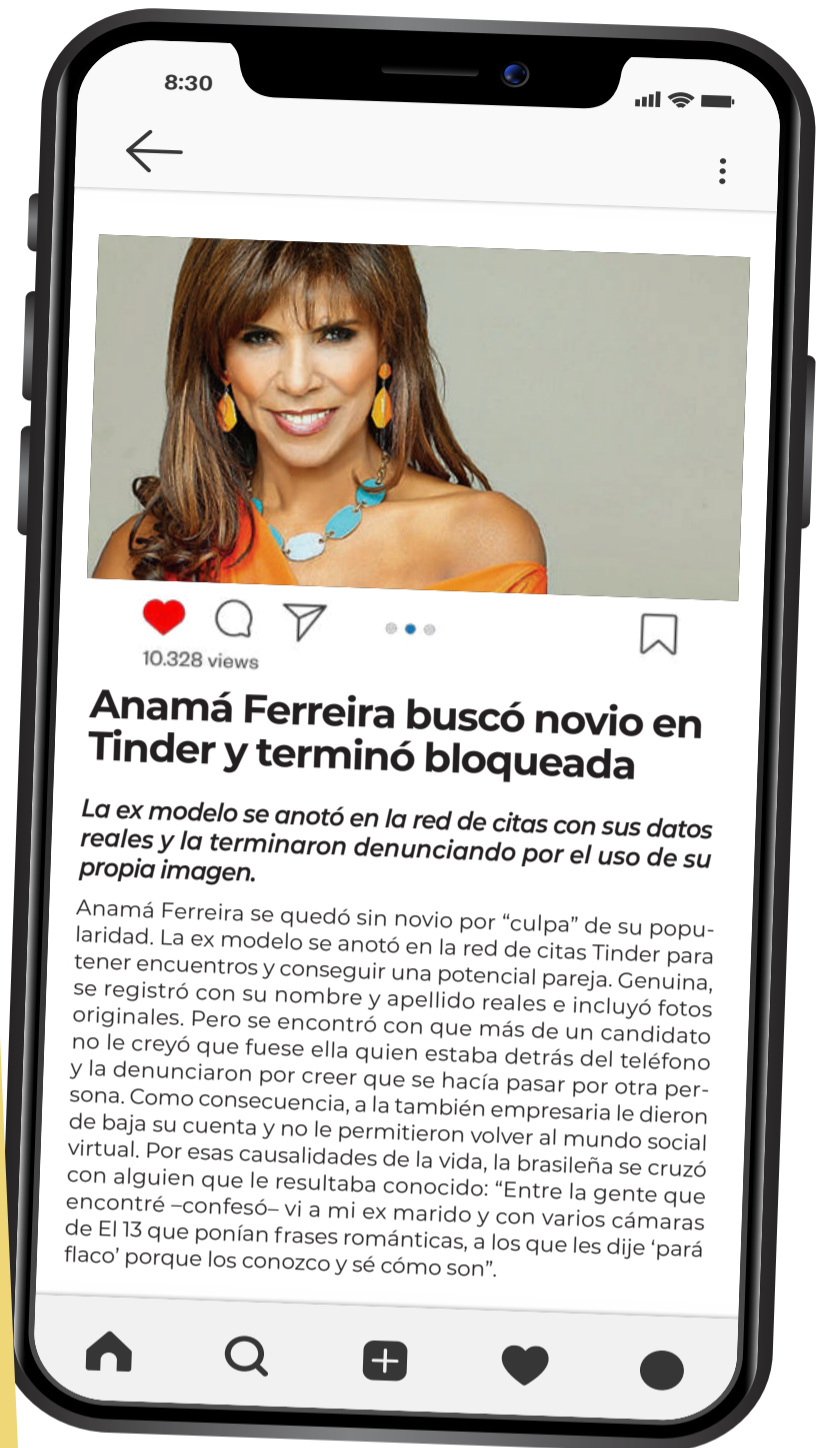 8:30
10.328 views
Anamá Ferreira buscó novio en
Tinder y terminó bloqueada
La ex modelo se anotó en la red de citas con sus datos
reales y la terminaron denunciando por el uso de su
propia imagen.
Anamá Ferreira se quedó sin novio por “culpa” de su popu-
laridad. La ex modelo se anotó en la red de citas Tinder para
tener encuentros y conseguir una potencial pareja. Genuina,
se registró con su nombre y apellido reales e incluyó fotos
originales. Pero se encontró con que más de un candidato
no le creyó que fuese ella quien estaba detrás del teléfono
y la denunciaron por creer que se hacía pasar por otra per-
sona. Como consecuencia, a la también empresaria le dieron
de baja su cuenta y no le permitieron volver al mundo social
virtual. Por esas causalidades de la vida, la brasileña se cruzó
con alguien que le resultaba conocido: “Entre la gente que
encontré –confesó– vi a mi ex marido y con varios cámaras
de El 13 que ponían frases románticas, a los que les dije ‘pará
flaco’ porque los conozco y sé cómo son”.